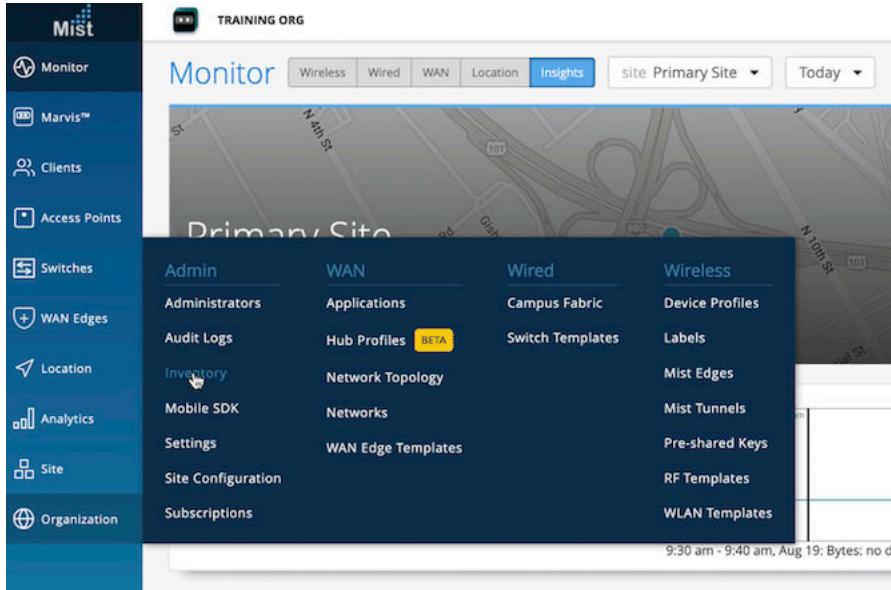 Mist
TRAINING ORG
Monitor
Marvis™
Clients
Access Points
Switches
WAN Edges
Location
Analytics
Site
Organization
Monitor
Wireless
Wired
WAN
Location
Insights
site Primary Site
Today
St
N 4th St
101
Primary Site
N 10th St
101
Admin
Administrators
Audit Logs
Inventory
Mobile SDK
Settings
Site Configuration
Subscriptions
WAN
Applications
Hub Profiles BETA
Network Topology
Networks
WAN Edge Templates
Wired
Campus Fabric
Switch Templates
Wireless
Device Profiles
Labels
Mist Edges
Mist Tunnels
Pre-shared Keys
RF Templates
WLAN Templates
9:30 am - 9:40 am, Aug 19: Bytes: no d